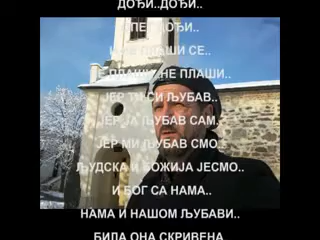 ДОЂИ..ДОЂИ..
ДОЂИ..
СЕ..
НЕ ПЛАШИ..
ЈЕР ТИ СИ ЉУБАВ..
ЈЕР ЈА ЉУБАВ САМ.
ЈЕР МИ ЉУБАВ СМО..
ЉУДСКА И БОЖИЈА ЈЕСМО..
И БОГ СА НАМА..
НАМА И НАШОМ ЉУБАВИ..
БИЛА ОНА СКРИВЕНА